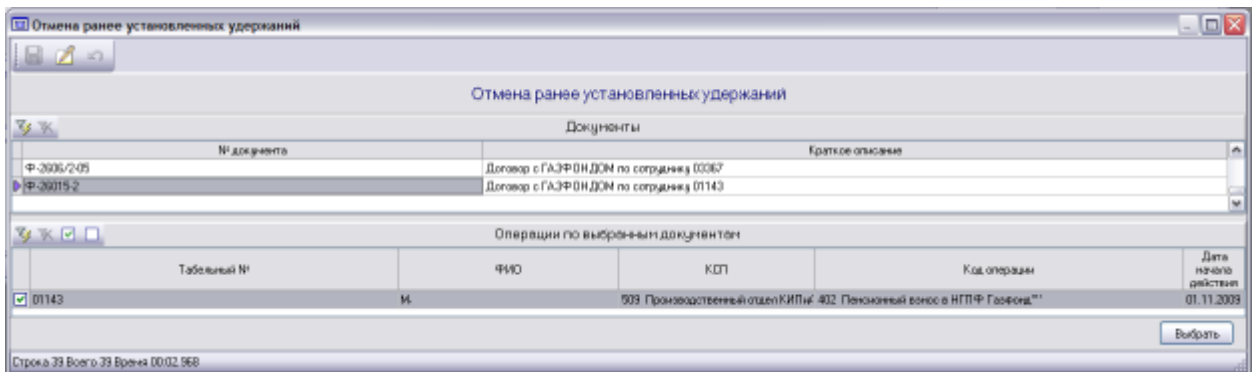 Отмена ранее установленных удержаний
Отмена ранее установленных удержаний
Документы
№ документа Краткое описание
Ф-2606/2-05 Договор с ГАЗФОНДОМ по сотруднику 03367
Ф-26015-2 Договор с ГАЗФОНДОМ по сотруднику 01143
Операции по выбранным документам
Табельный № ФИО КСП Код операции Дата начала действия
01143 М. 509 Производственный отдел КИПи 402 Пенсионный взнос в НПФ Газфонд""
01.11.2009
Выбрать
Строка 39 Всего 39 Время 00:02.968